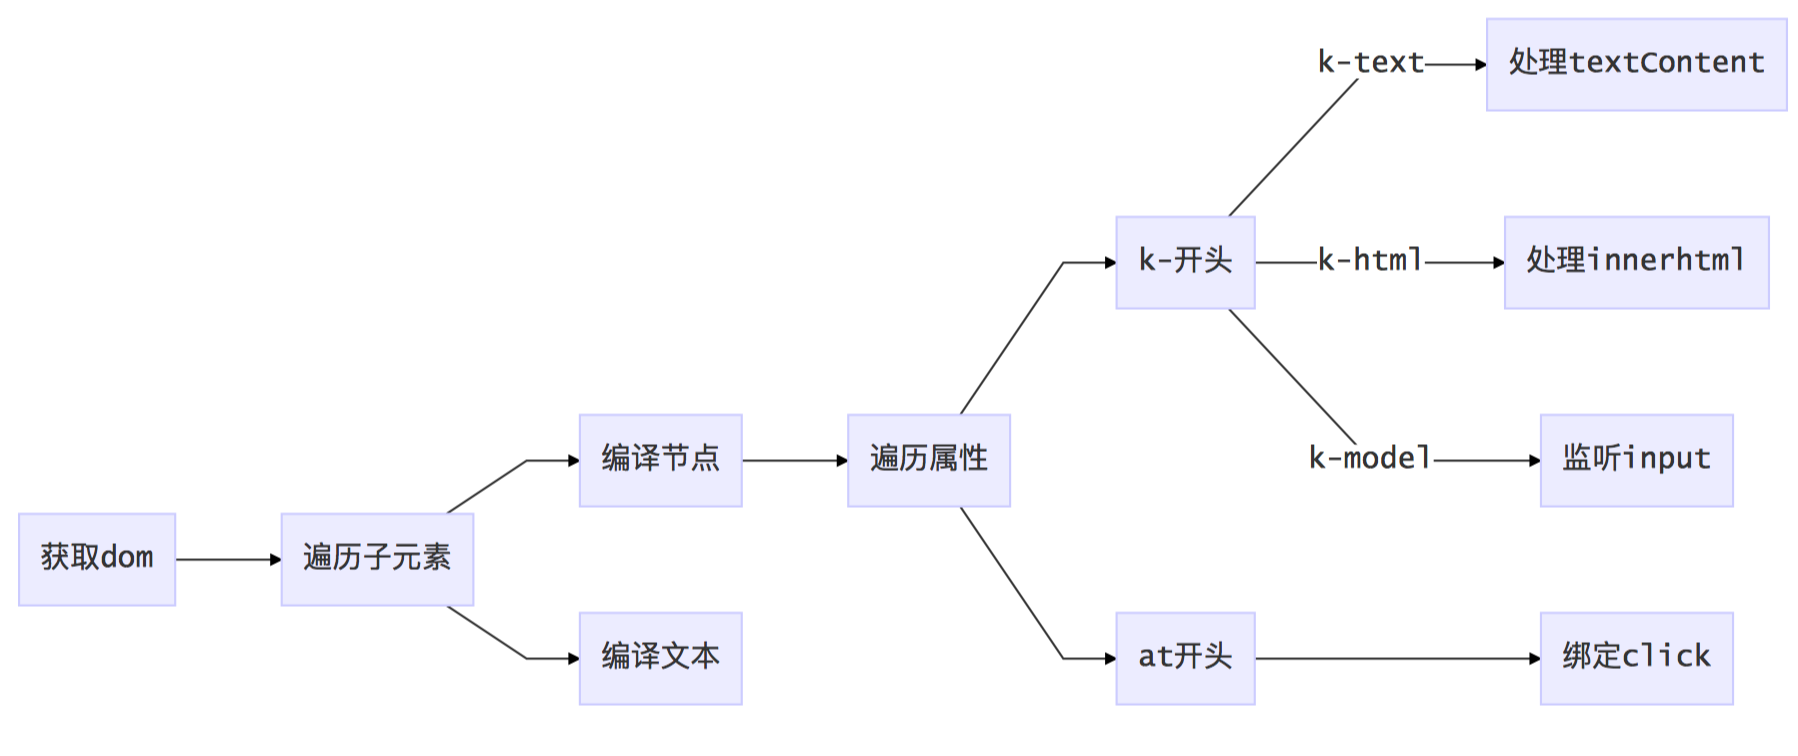 k-text
处理textContent
k-开头
k-html
处理innerhtml
编译节点
遍历属性
k-model
监听input
获取dom
遍历子元素
编译文本
at开头
绑定click